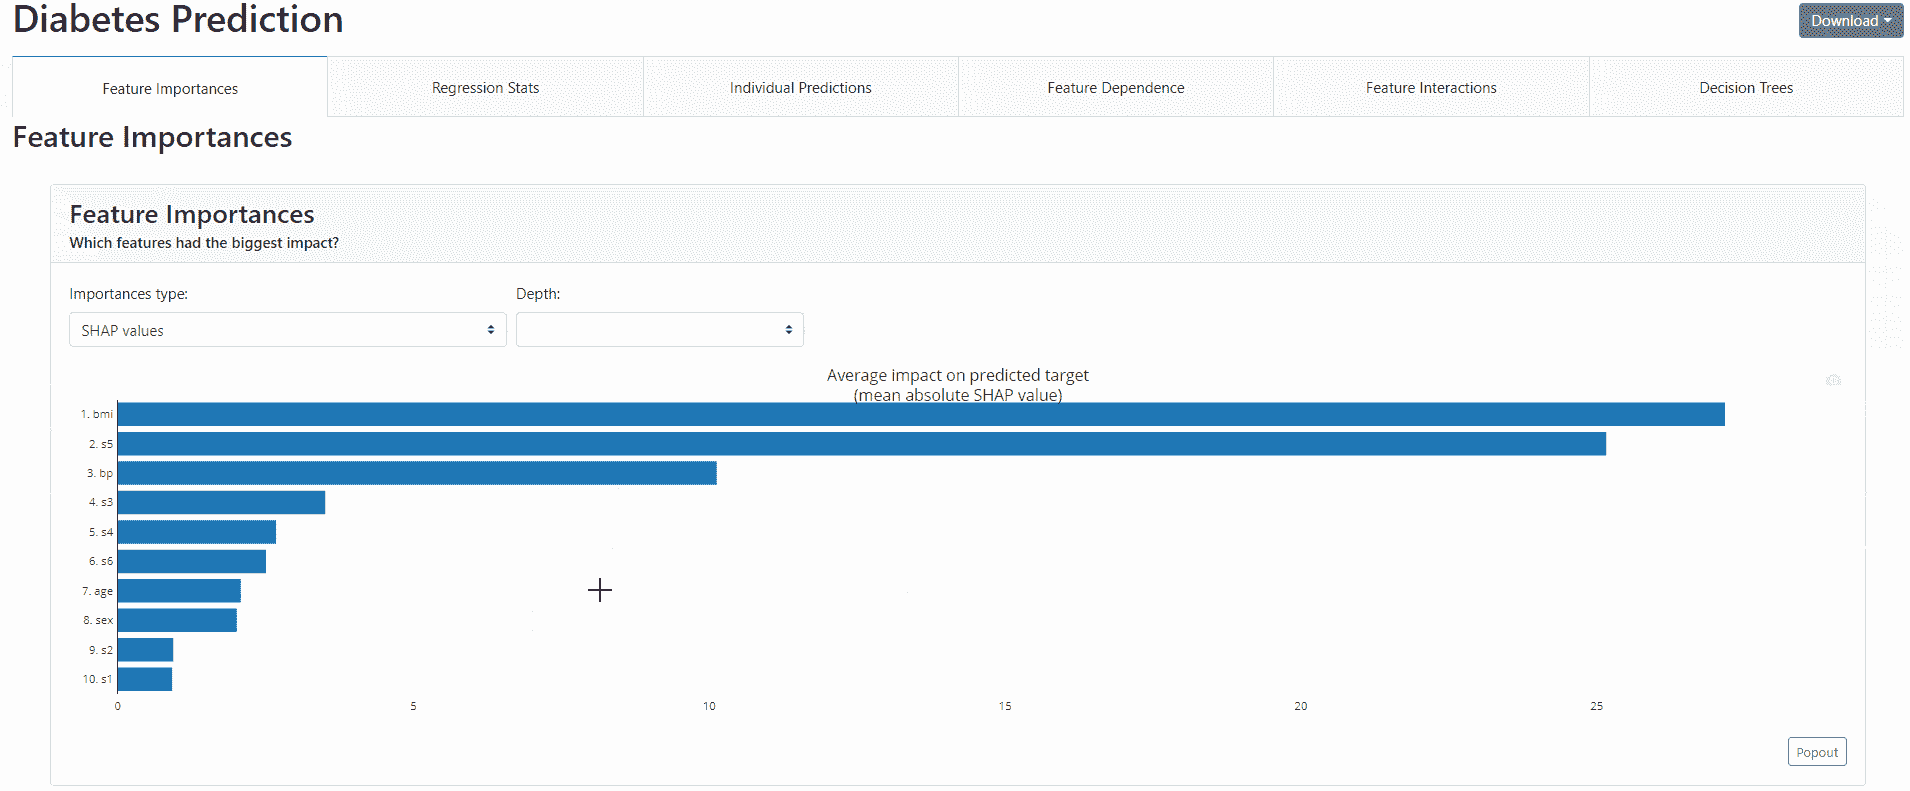 Diabetes Prediction
Download
Feature Importances
Regression Stats
Individual Predictions
Feature Dependence
Feature Interactions
Decision Trees
Feature Importances
Feature Importances
Which features had the biggest impact?
Importances type:
Depth:
SHAP values
Average impact on predicted target
(mean absolute SHAP value)
1. bmi
2. s5
3. bp
4. s3
5. s4
6. s6
7. age
8. sex
9. s2
10. s1
0 5 10 15 20 25
Popout